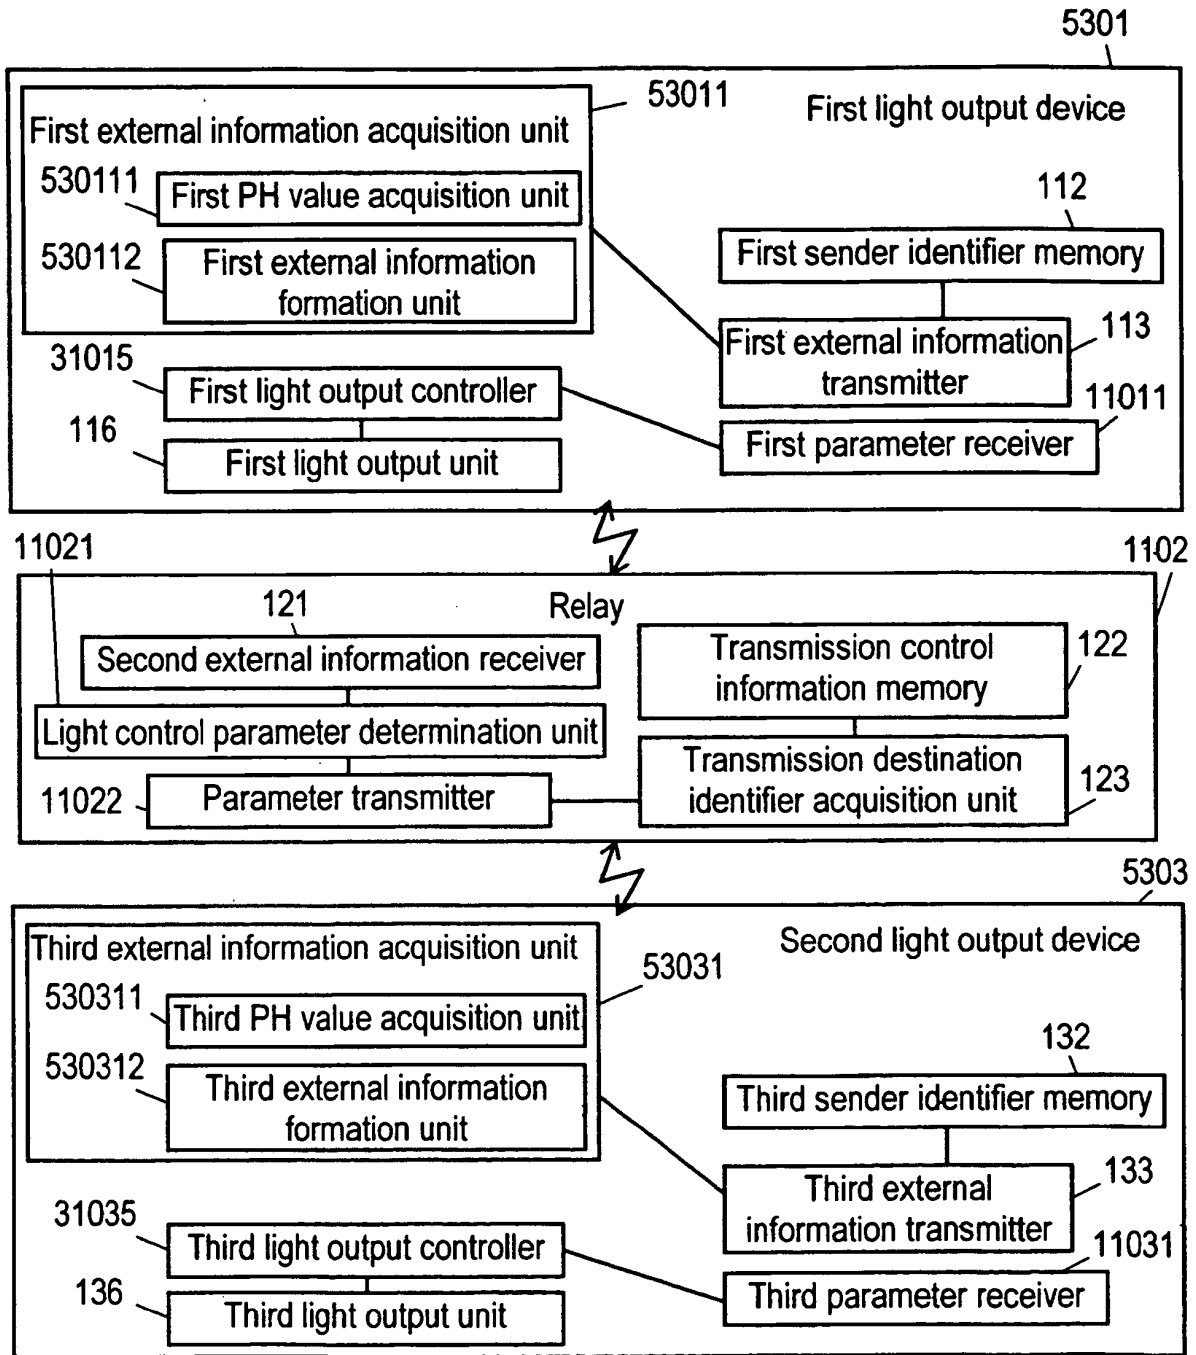 5301
53011
First light output device
First external information acquisition unit
530111
First PH value acquisition unit
112
530112
First external information
formation unit
First sender identifier memory
31015
First external information
transmitter
113
First light output controller
11011
116
First light output unit
First parameter receiver
11021
1102
121
Relay
Second external information receiver
Transmission control
information memory
122
Light control parameter determination unit
11022
Parameter transmitter
Transmission destination
identifier acquisition unit
123
5303
Third external information acquisition unit
Second light output device
53031
530311
Third PH value acquisition unit
132
530312
Third external information
formation unit
Third sender identifier memory
133
Third external
information transmitter
31035
Third light output controller
11031
136
Third light output unit
Third parameter receiver